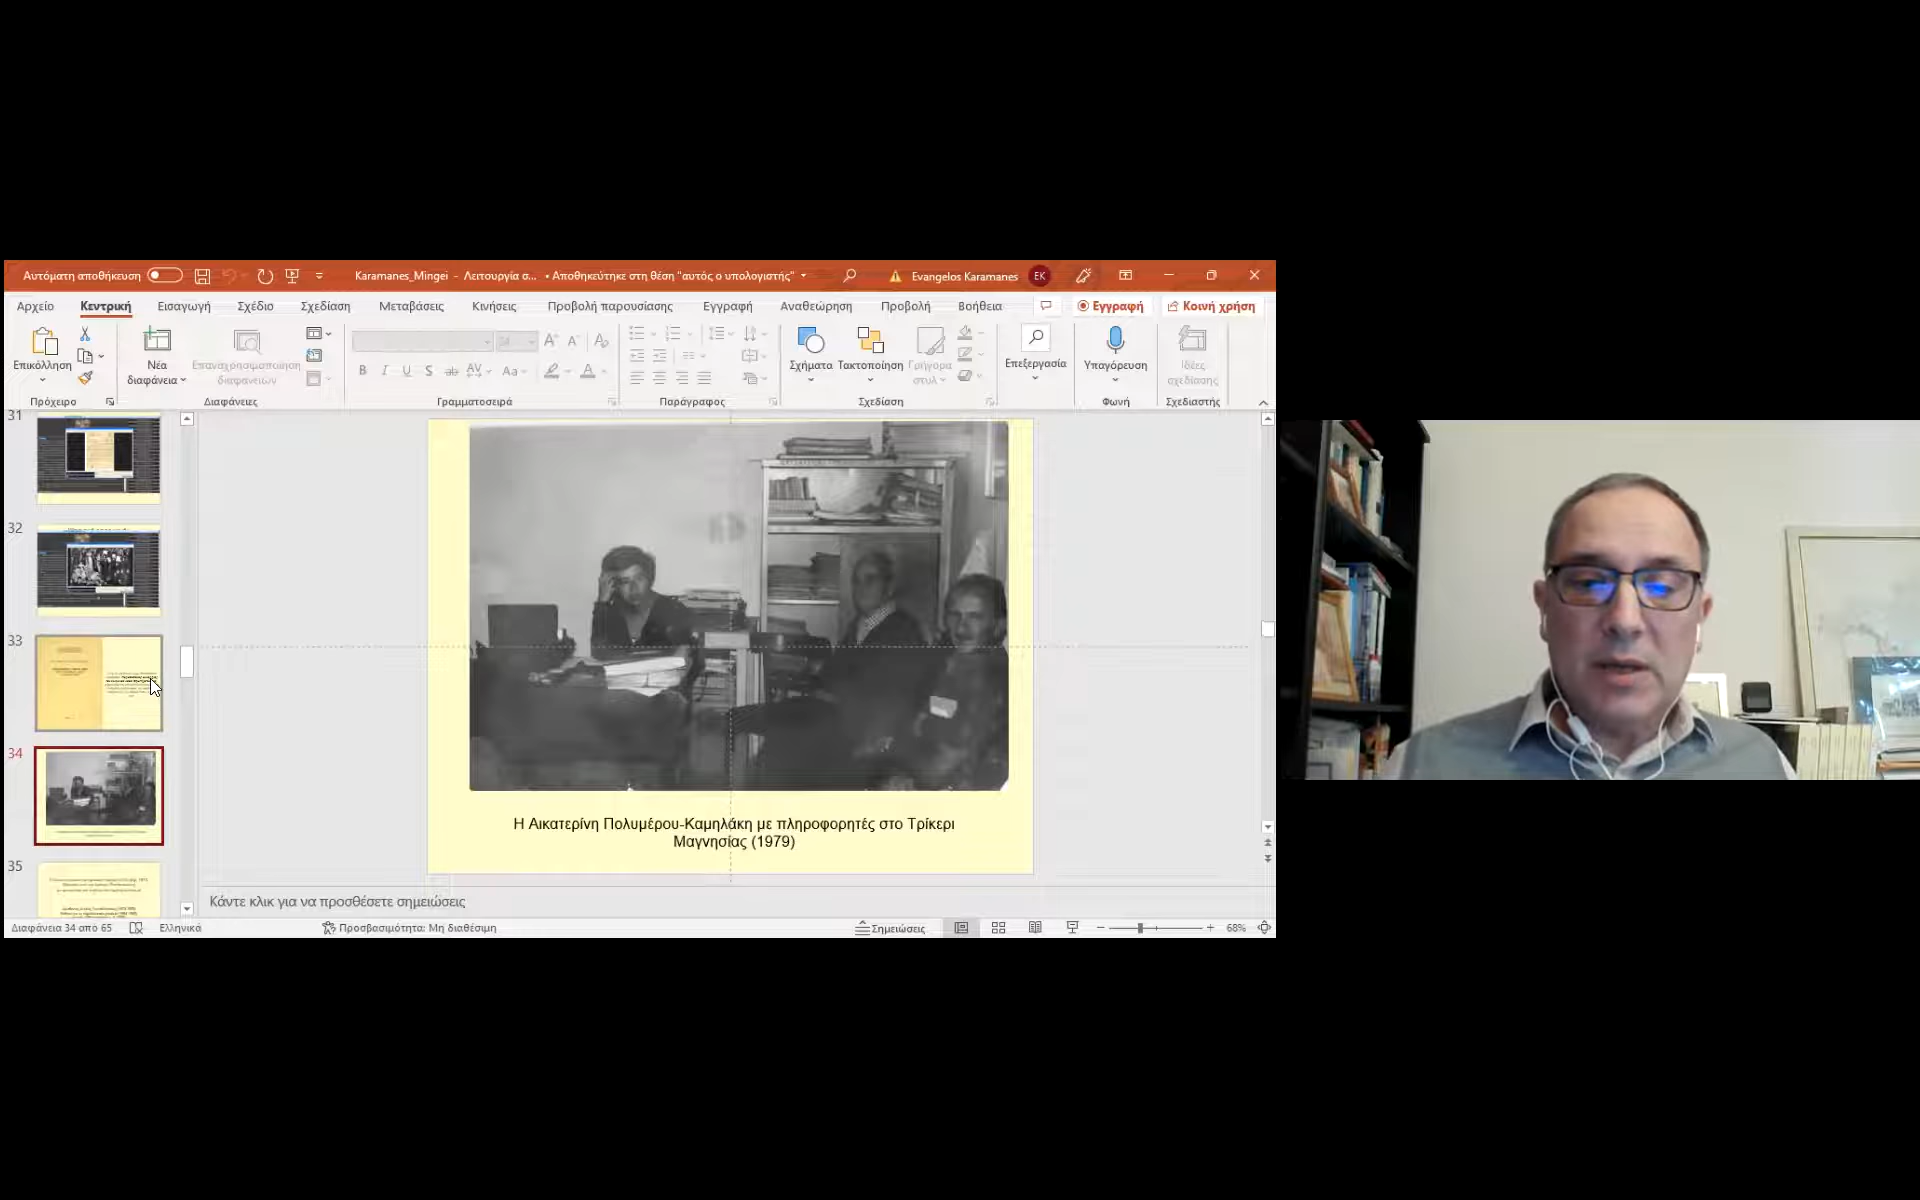 Αυτόματη αποθήκευση
Karamanes_Mingei - Λειτουργία σ... • Αποθηκεύτηκε στη θέση "αυτός ο υπολογιστής"
Evangelos Karamanes EK
Αρχείο Κεντρική Εισαγωγή Σχέδιο Σχεδίαση Μεταβάσεις Κινήσεις Προβολή παρουσίασης Εγγραφή Αναθεώρηση Προβολή Βοήθεια Εγγραφή Κοινή χρήση
Επικόλληση
Νέα διαφάνεια
Επαναχρησιμοποίηση διαφανειών
Σχήματα Τακτοποίηση Γρήγορα στυλ
Επεξεργασία
Υπαγόρευση
Ιδέες σχεδίασης
Πρόχειρο Διαφάνειες Γραμματοσειρά Παράγραφος Σχεδίαση Φωνή Σχεδιαστής
31
32
33
34
35
Η Αικατερίνη Πολυμέρου-Καμηλάκη με πληροφορητές στο Τρίκερι
Μαγνησίας (1979)
Κάντε κλικ για να προσθέσετε σημειώσεις
Διαφάνεια 34 από 65 Ελληνικά Προσβασιμότητα: Μη διαθέσιμη Σημειώσεις 68%